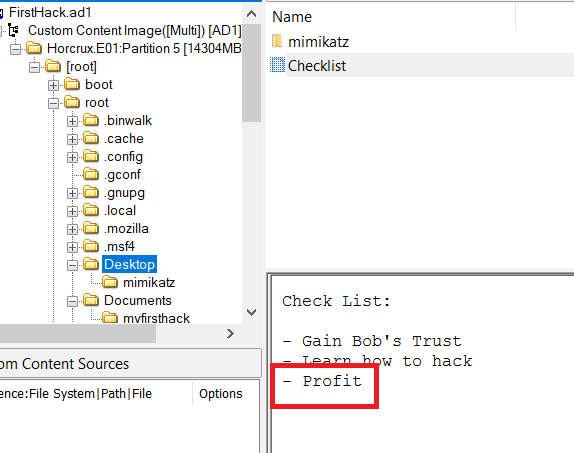 FirstHack.ad1
Custom Content Image([Multi]) [AD1]
Horcrux.E01:Partition 5 [14304MB
[root]
boot
root
.binwalk
.cache
.config
.gconf
.gnupg
.local
.mozilla
.msf4
Desktop
mimikatz
Documents
myfirsthack
om Content Sources
ence:File System|Path|File Options
Name
mimikatz
Checklist
Check List:
- Gain Bob's Trust
- Learn how to hack
- Profit